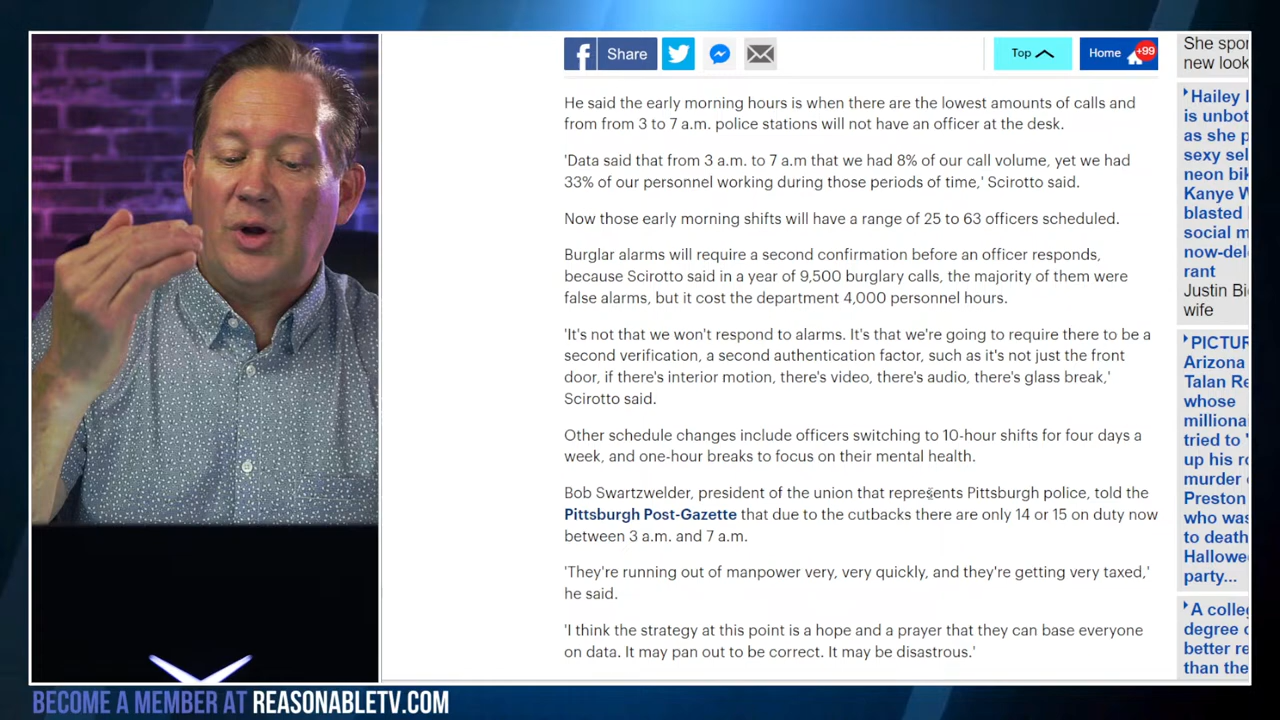 Share
Top
Home
+99
He said the early morning hours is when there are the lowest amounts of calls and
from from 3 to 7 a.m. police stations will not have an officer at the desk.
'Data said that from 3 a.m. to 7 a.m that we had 8% of our call volume, yet we had
33% of our personnel working during those periods of time,' Scirotto said.
Now those early morning shifts will have a range of 25 to 63 officers scheduled.
Burglar alarms will require a second confirmation before an officer responds,
because Scirotto said in a year of 9,500 burglary calls, the majority of them were
false alarms, but it cost the department 4,000 personnel hours.
'It's not that we won't respond to alarms. It's that we're going to require there to be a
second verification, a second authentication factor, such as it's not just the front
door, if there's interior motion, there's video, there's audio, there's glass break,'
Scirotto said.
Other schedule changes include officers switching to 10-hour shifts for four days a
week, and one-hour breaks to focus on their mental health.
Bob Swartzwelder, president of the union that represents Pittsburgh police, told the
Pittsburgh Post-Gazette that due to the cutbacks there are only 14 or 15 on duty now
between 3 a.m. and 7 a.m.
'They're running out of manpower very, very quickly, and they're getting very taxed,'
he said.
'I think the strategy at this point is a hope and a prayer that they can base everyone
on data. It may pan out to be correct. It may be disastrous.'
She
new look
Hailey
is
as she
sexy
neon
Kanye W
blasted
social
now-
rant
Justin
wife
Arizona
Talan
whose
tried to
up his
murder
Preston
who was
to death
party...
A
degree
better
than the
BECOME A MEMBER AT REASONABLETV.COM